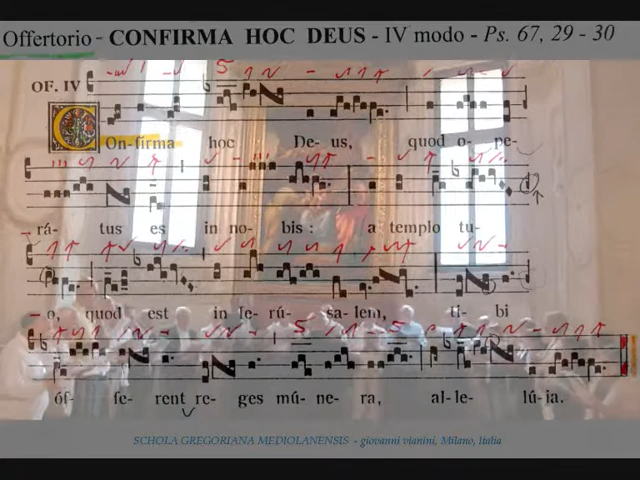 Offertorio - CONFIRMA HOC DEUS - IV modo - Ps. 67, 29 - 30
OF. IV
COn-firma hoc De- us, quod o- pe-
rá- tus es in no- bis : a templo tu-
o, quod est in Ie- rú- sa- lem, ti- bi
óf- fe- rent re- ges mú- ne- ra, al- le- lú- ia.
SCHOLA GREGORIANA MEDIOLANENSIS - giovanni vianini, Milano, Italia